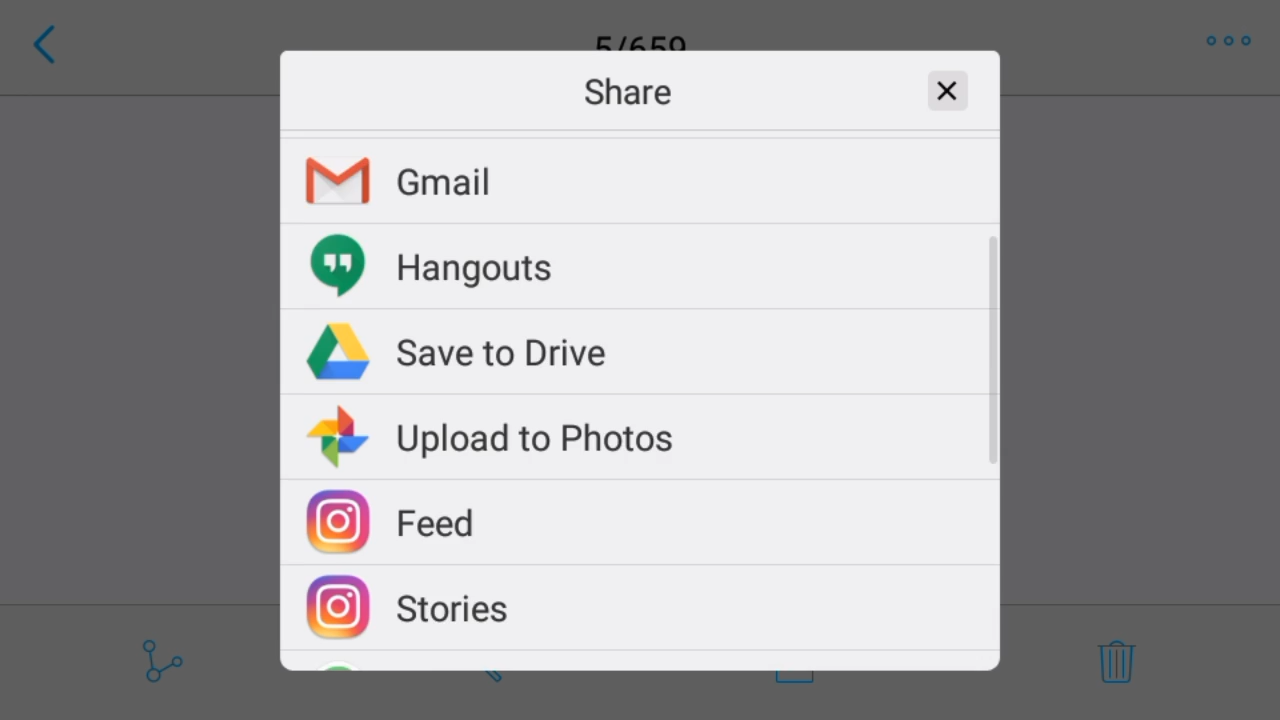 5/659
Share
Gmail
Hangouts
Save to Drive
Upload to Photos
Feed
Stories